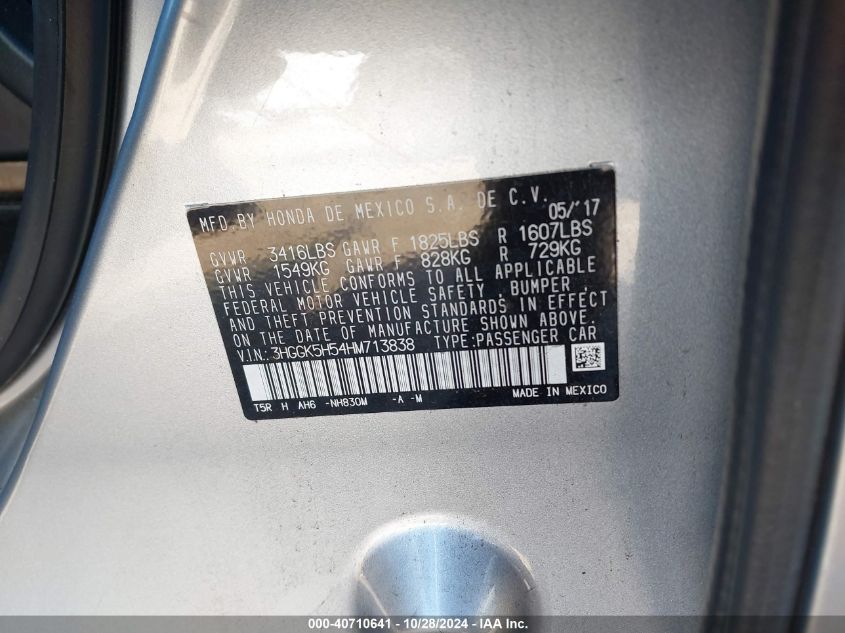 MFD. BY HONDA DE MEXICO S.A. DE C.V. 05/'17
GVWR 3416LBS GAWR F 1825LBS R 1607LBS
GVWR 1549KG GAWR F 828KG R 729KG
THIS VEHICLE CONFORMS TO ALL APPLICABLE
FEDERAL MOTOR VEHICLE SAFETY, BUMPER
AND THEFT PREVENTION STANDARDS IN EFFECT
ON THE DATE OF MANUFACTURE SHOWN ABOVE.
VIN: 3HGGK5H54HM713838 TYPE: PASSENGER CAR
T5R H AH6 -NH830M -A -M MADE IN MEXICO
000-40710641 - 10/28/2024 - IAA Inc.